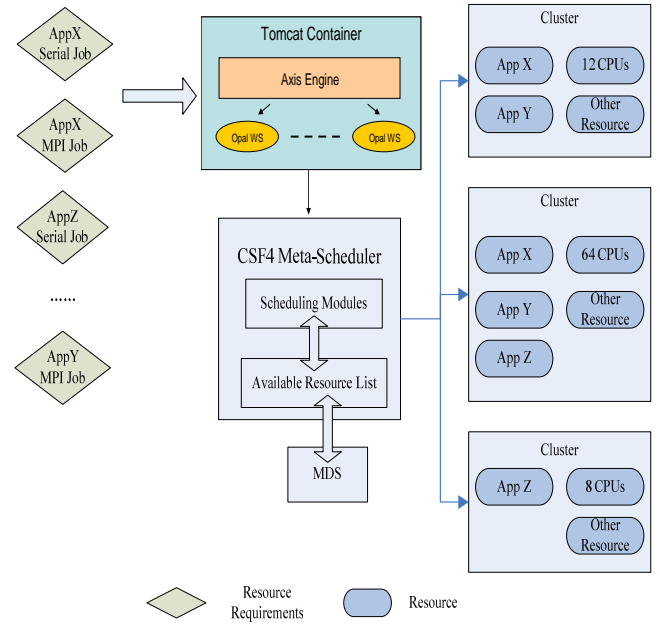 AppX
Serial Job
AppX
MPI Job
AppZ
Serial Job
......
AppY
MPI Job
Tomcat Container
Axis Engine
Opal WS
Opal WS
CSF4 Meta-Scheduler
Scheduling Modules
Available Resource List
MDS
Cluster
App X
12 CPUs
App Y
Other
Resource
Cluster
App X
64 CPUs
App Y
Other
Resource
App Z
Cluster
App Z
8 CPUs
Other
Resource
Resource
Requirements
Resource